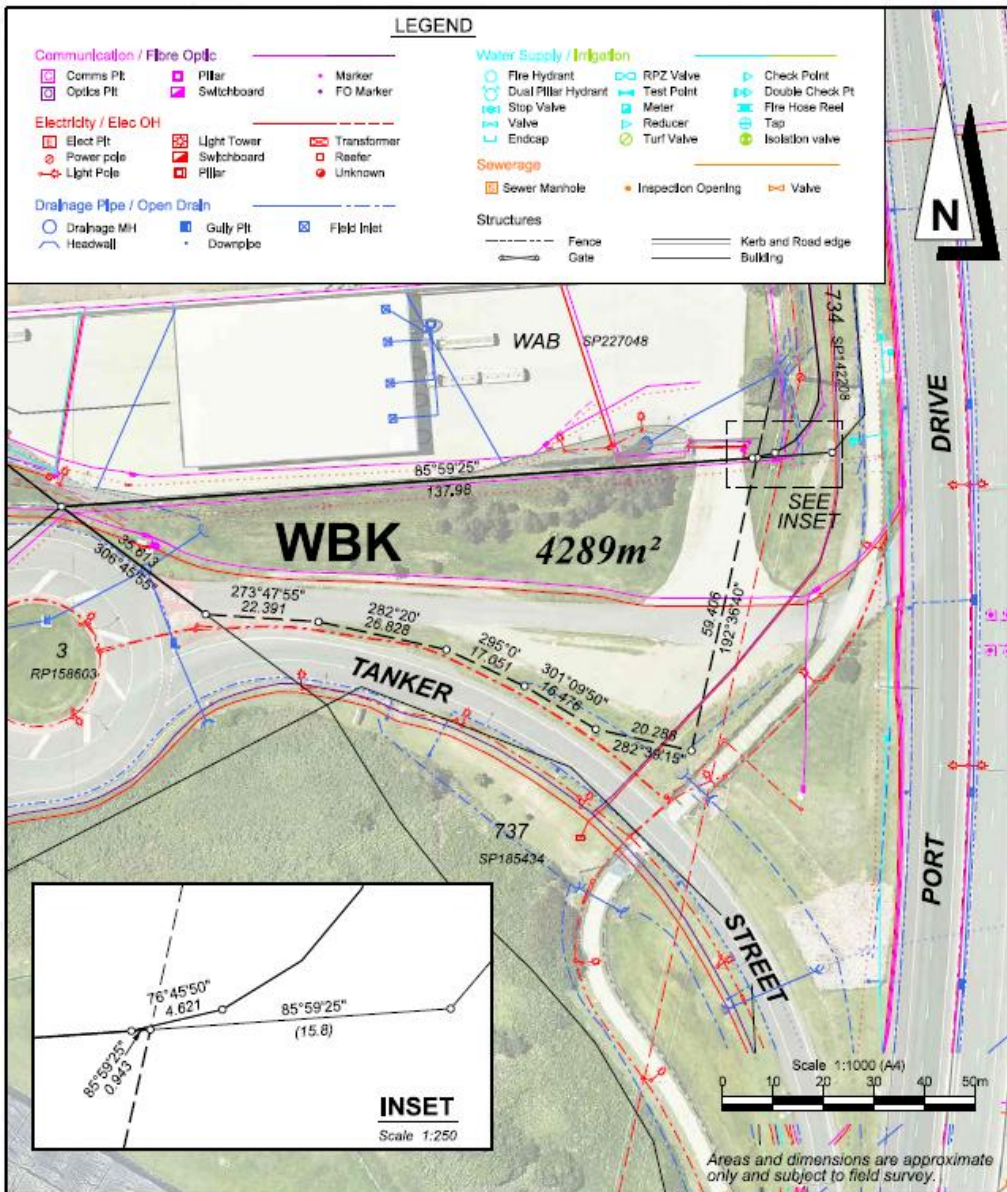 LEGEND
Communication / Fibre Optic
Comms Pit
Pillar
Marker
Optics Pit
Switchboard
FO Marker
Electricity / Elec OH
Elect Pit
Light Tower
Transformer
Power pole
Switchboard
Reefer
Light Pole
Pillar
Unknown
Drainage Pipe / Open Drain
Drainage MH
Gully Pit
Field Inlet
Headwall
Downpipe
Water Supply / Irrigation
Fire Hydrant
RPZ Valve
Check Point
Dual Pillar Hydrant
Test Point
Double Check Pt
Stop Valve
Meter
Fire Hose Reel
Valve
Reducer
Tap
Endcap
Turf Valve
Isolation valve
Sewerage
Sewer Manhole
Inspection Opening
Valve
Structures
Fence
Kerb and Road edge
Gate
Building
N
WAB
SP227048
734
SP142208
DRIVE
85°59'25"
137.98
SEE
INSET
WBK
4289m²
35.613
306°45'55"
273°47'55"
22.391
282°20'
26.828
295°0'
17.051
301°09'50"
16.476
20.288
282°39'15"
59.406
192°36'40"
3
RP158603
TANKER
737
SP185434
PORT
STREET
76°45'50"
4.621
85°59'25"
(15.8)
85°59'25"
0.943
INSET
Scale 1:250
Scale 1:1000 (A4)
0 10 20 30 40 50m
Areas and dimensions are approximate
only and subject to field survey.